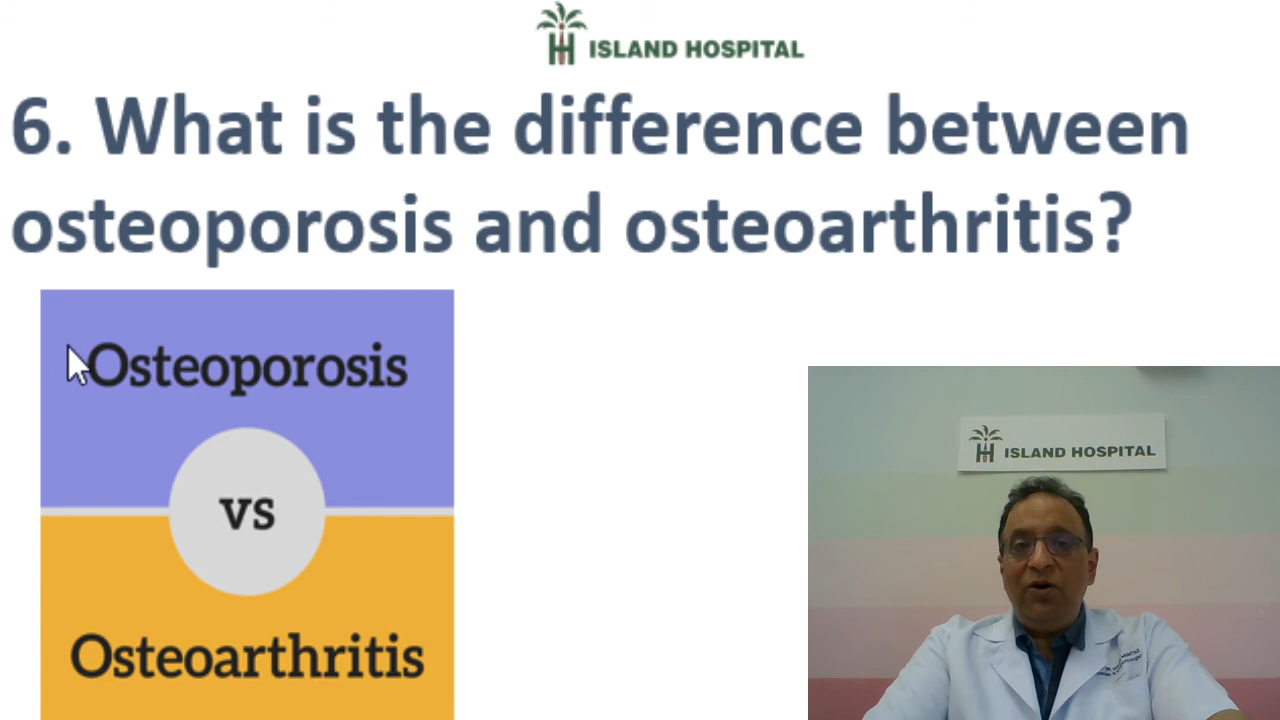 ISLAND HOSPITAL
6. What is the difference between
osteoporosis and osteoarthritis?
Osteoporosis
vs
Osteoarthritis
ISLAND HOSPITAL